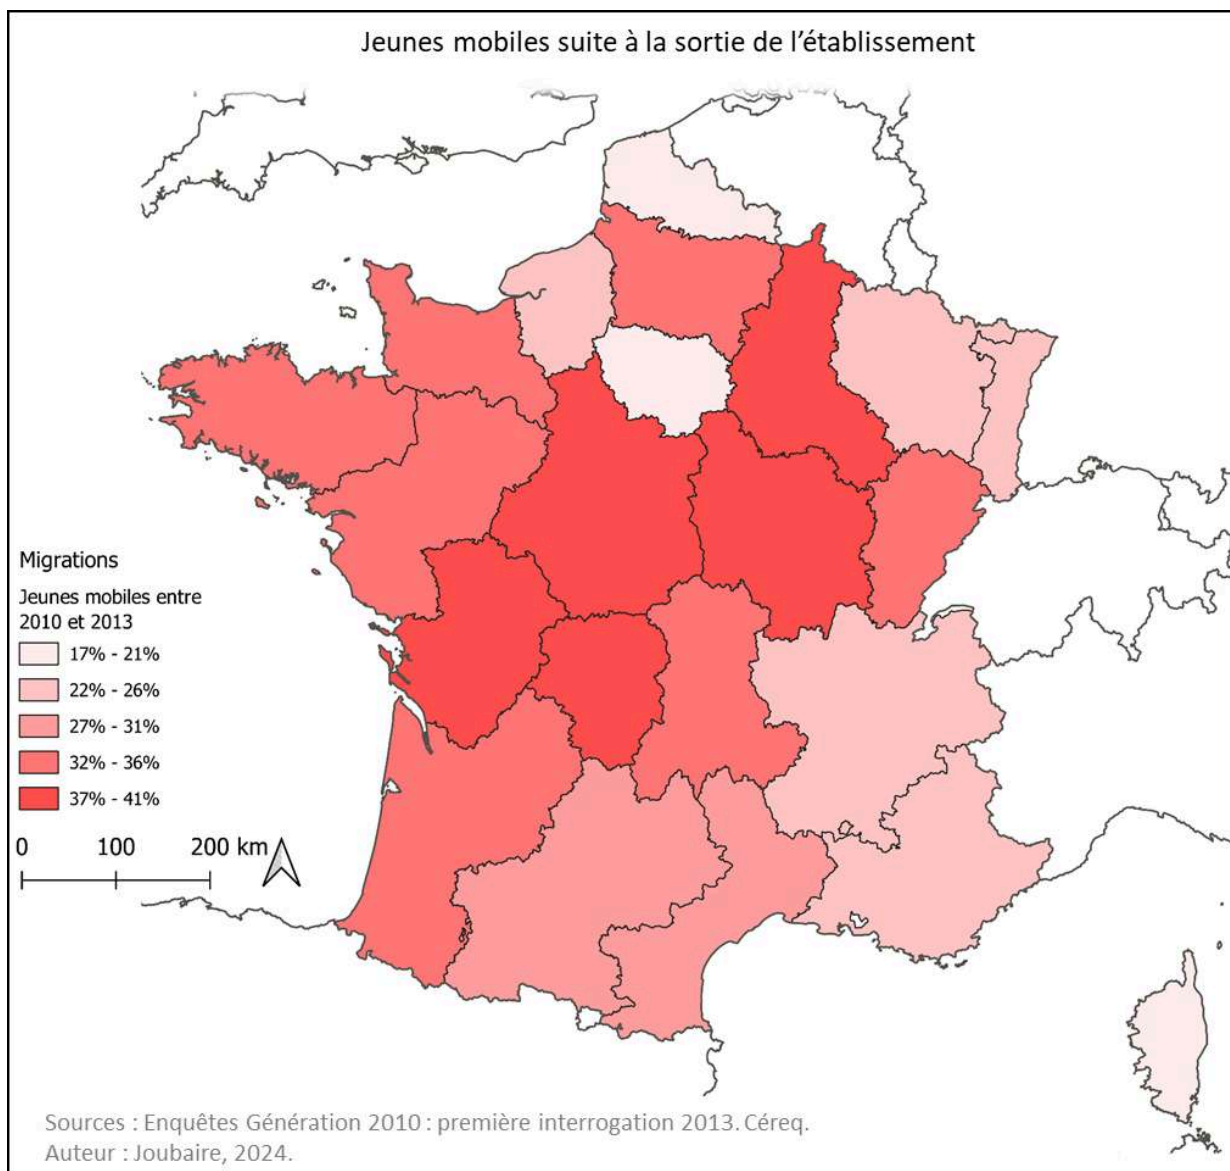 Jeunes mobiles suite à la sortie de l’établissement
Migrations
Jeunes mobiles entre
2010 et 2013
17% - 21%
22% - 26%
27% - 31%
32% - 36%
37% - 41%
0 100 200 km
Sources : Enquêtes Génération 2010 : première interrogation 2013. Céreq.
Auteur : Joubaire, 2024.